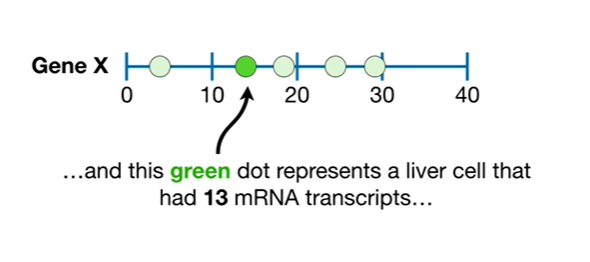 Gene X
0 10 20 30 40
...and this green dot represents a liver cell that
had 13 mRNA transcripts...